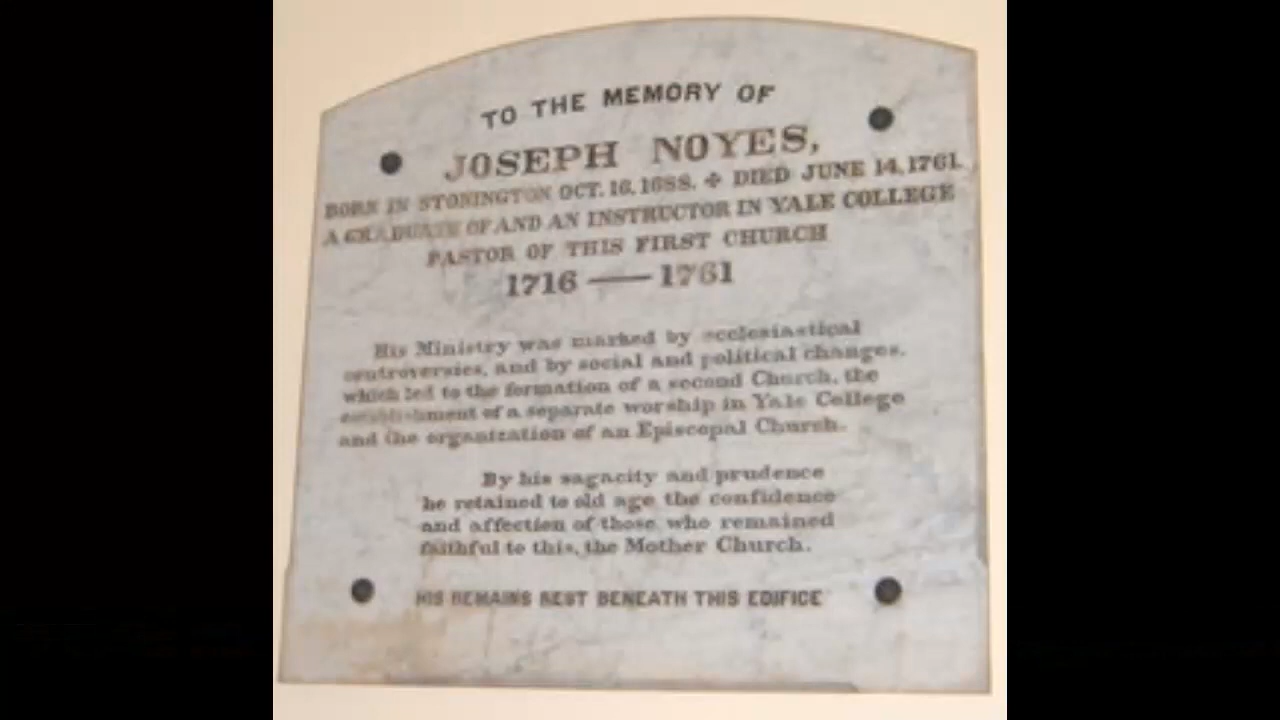 TO THE MEMORY OF
JOSEPH NOYES,
BORN IN STONINGTON OCT. 16, 1688. ✣ DIED JUNE 14, 1761.
A GRADUATE OF AND AN INSTRUCTOR IN YALE COLLEGE
PASTOR OF THIS FIRST CHURCH
1716 — 1761
His Ministry was marked by ecclesiastical
controversies, and by social and political changes,
which led to the formation of a second Church, the
establishment of a separate worship in Yale College
and the organization of an Episcopal Church.
By his sagacity and prudence
he retained to old age the confidence
and affection of those who remained
faithful to this, the Mother Church.
HIS REMAINS REST BENEATH THIS EDIFICE